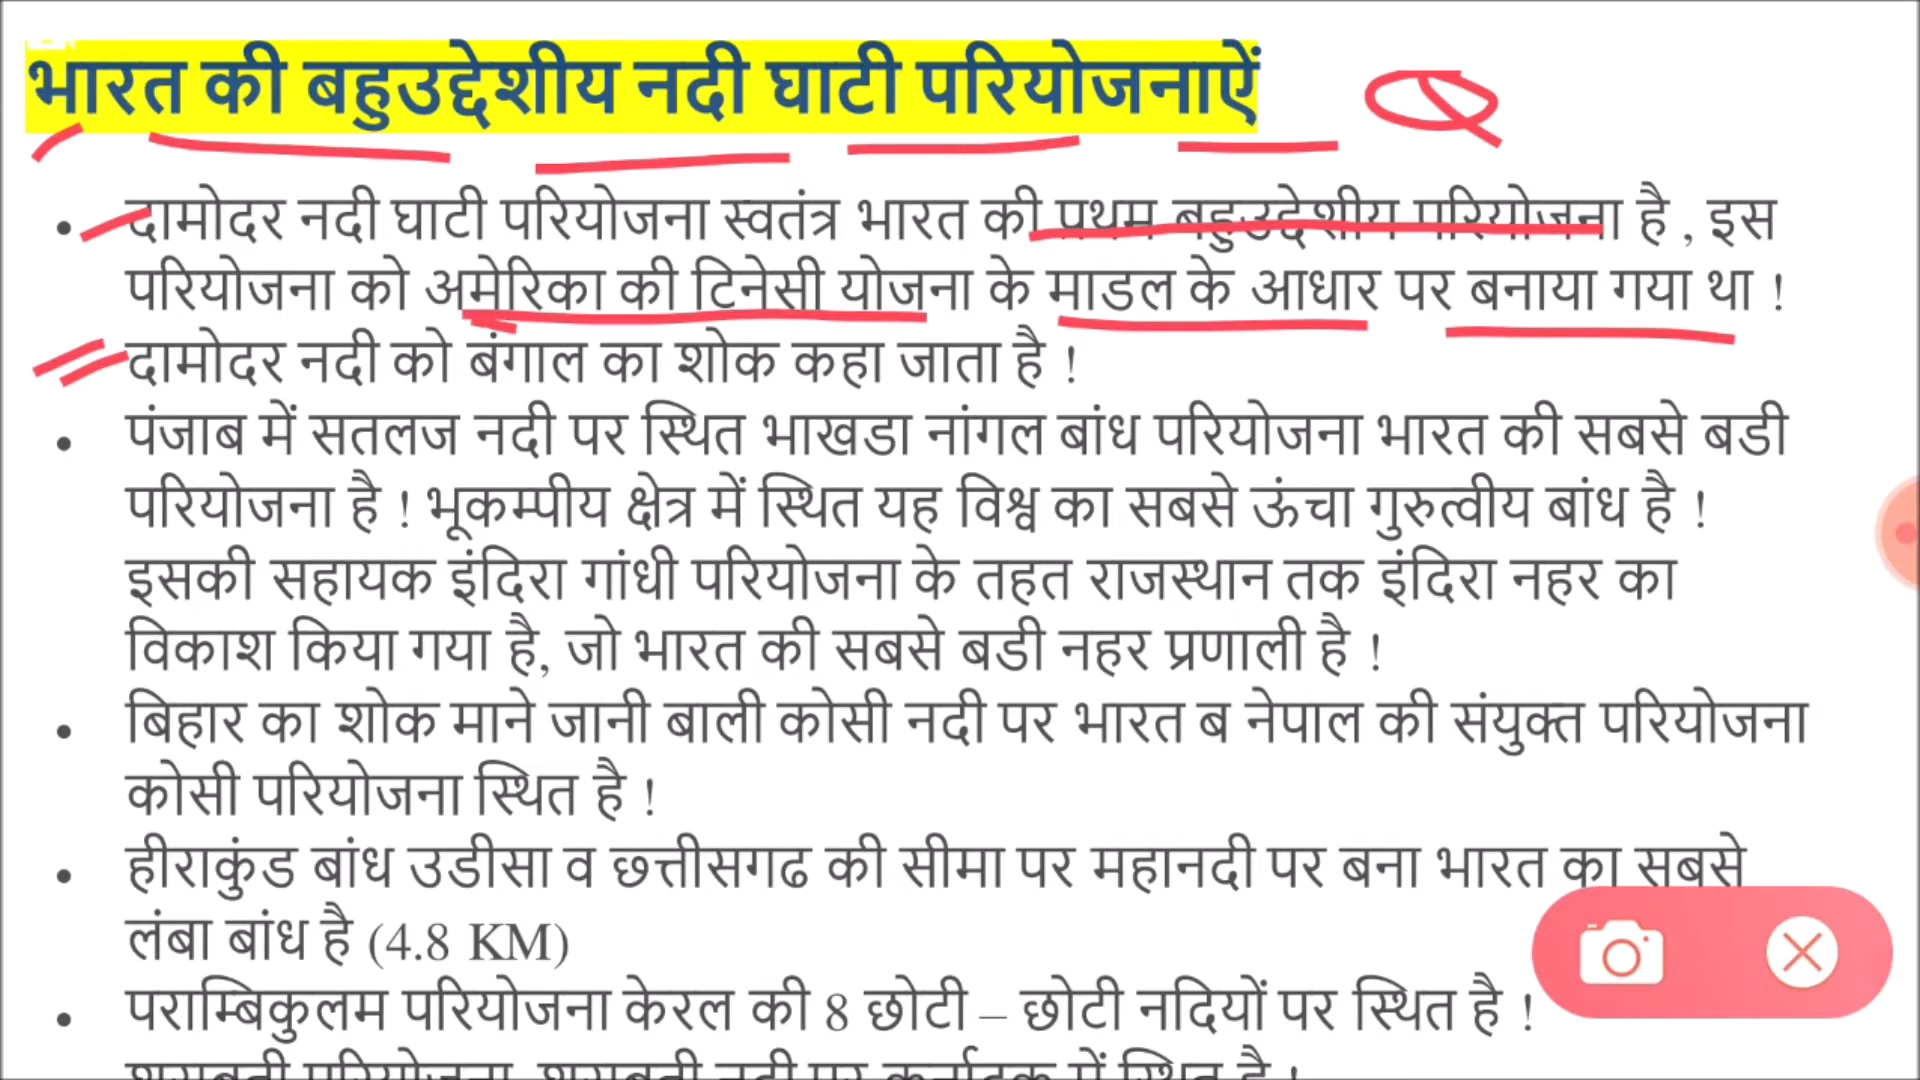 भारत की बहुउद्देशीय नदी घाटी परियोजनाऐं
• दामोदर नदी घाटी परियोजना स्वतंत्र भारत की प्रथम बहुउद्देशीय परियोजना है , इस
परियोजना को अमेरिका की टिनेसी योजना के माडल के आधार पर बनाया गया था !
दामोदर नदी को बंगाल का शोक कहा जाता है !
• पंजाब में सतलज नदी पर स्थित भाखडा नांगल बांध परियोजना भारत की सबसे बडी
परियोजना है ! भूकम्पीय क्षेत्र में स्थित यह विश्व का सबसे ऊंचा गुरुत्वीय बांध है !
इसकी सहायक इंदिरा गांधी परियोजना के तहत राजस्थान तक इंदिरा नहर का
विकाश किया गया है, जो भारत की सबसे बडी नहर प्रणाली है !
• बिहार का शोक माने जानी बाली कोसी नदी पर भारत ब नेपाल की संयुक्त परियोजना
कोसी परियोजना स्थित है !
• हीराकुंड बांध उडीसा व छत्तीसगढ की सीमा पर महानदी पर बना भारत का सबसे
लंबा बांध है (4.8 KM)
• पराम्बिकुलम परियोजना केरल की 8 छोटी – छोटी नदियों पर स्थित है !